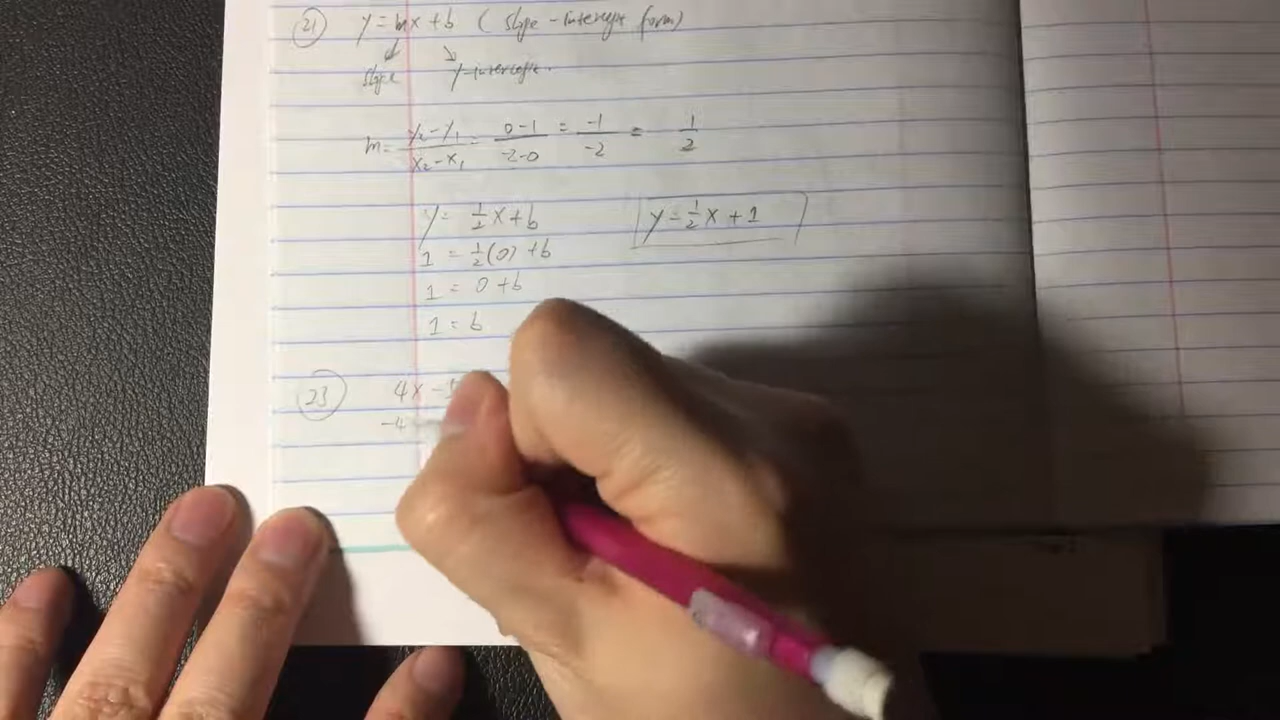 (21) y = mx + b (slope-intercept form)
slope y-intercept.
m = y₂-y₁/x₂-x₁ = 0-1/-2-0 = -1/-2 = 1/2
y = 1/2 x + b y = 1/2 x + 1
1 = 1/2 (0) + b
1 = 0 + b
1 = b
(23) 4x -
-4